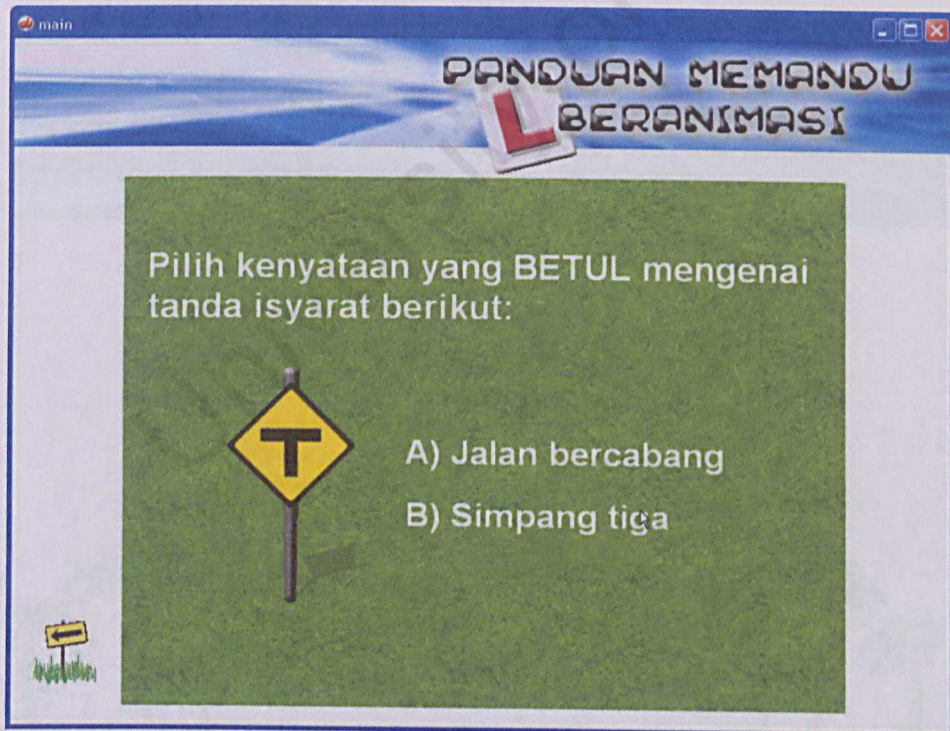 main
PANDUAN MEMANDU
L BERANIMASI
Pilih kenyataan yang BETUL mengenai
tanda isyarat berikut:
A) Jalan bercabang
B) Simpang tiga